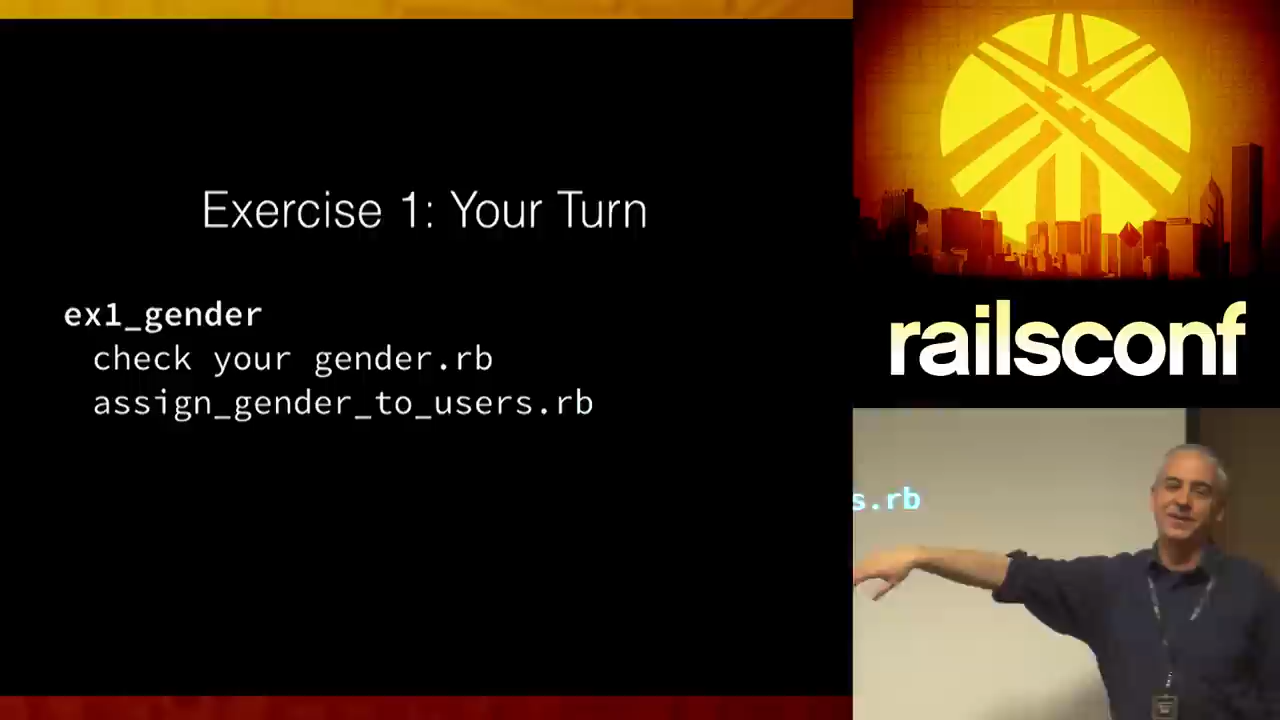 Exercise 1: Your Turn
ex1_gender
check your gender.rb
assign_gender_to_users.rb
railsconf
s.rb